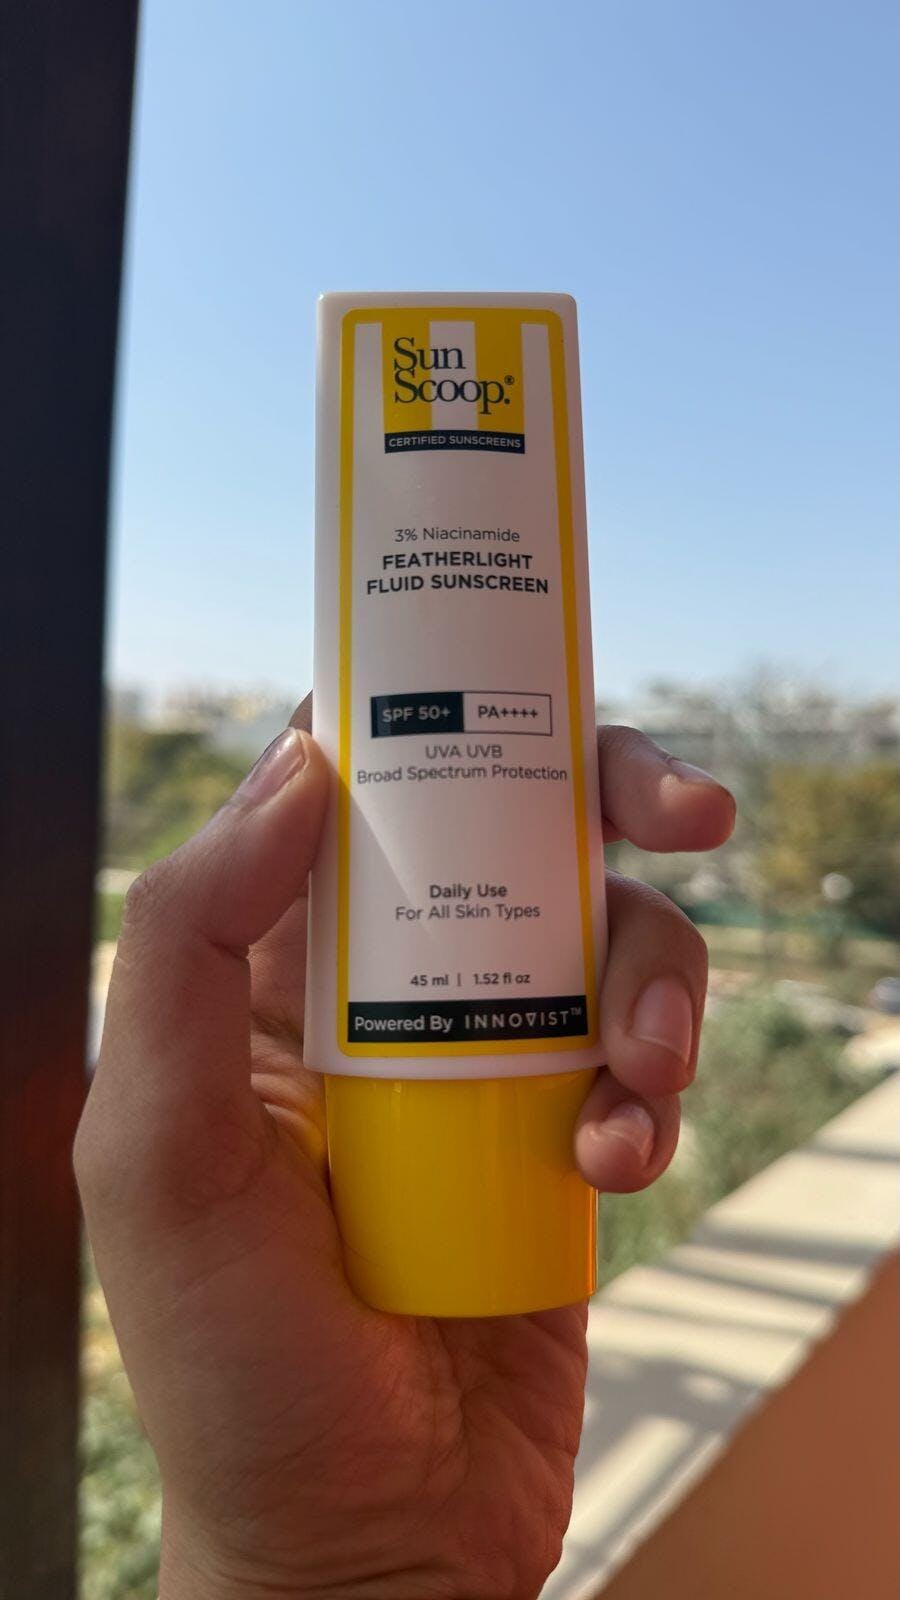 Sun
Scoop.®
CERTIFIED SUNSCREENS
3% Niacinamide
FEATHERLIGHT
FLUID SUNSCREEN
SPF 50+ PA++++
UVA UVB
Broad Spectrum Protection
Daily Use
For All Skin Types
45 ml | 1.52 fl oz
Powered By INNOVIST™